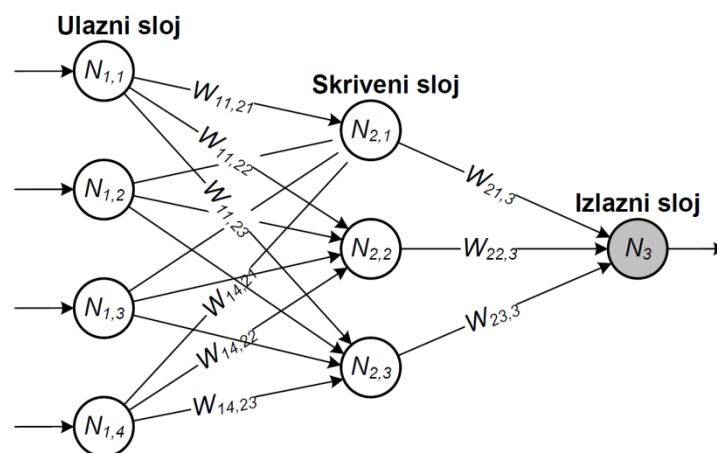 Ulazni sloj
Skriveni sloj
Izlazni sloj
N1,1
N1,2
N1,3
N1,4
W11,21
W11,22
W11,23
W14,21
W14,22
W14,23
N2,1
N2,2
N2,3
W21,3
W22,3
W23,3
N3